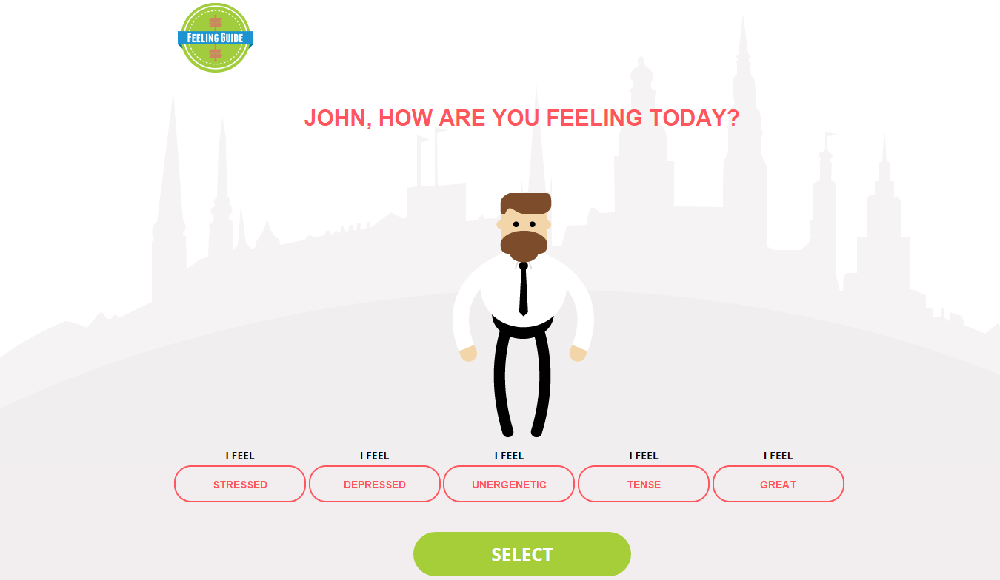 FEELING GUIDE
JOHN, HOW ARE YOU FEELING TODAY?
I FEEL I FEEL I FEEL I FEEL I FEEL
STRESSED DEPRESSED UNERGENETIC TENSE GREAT
SELECT